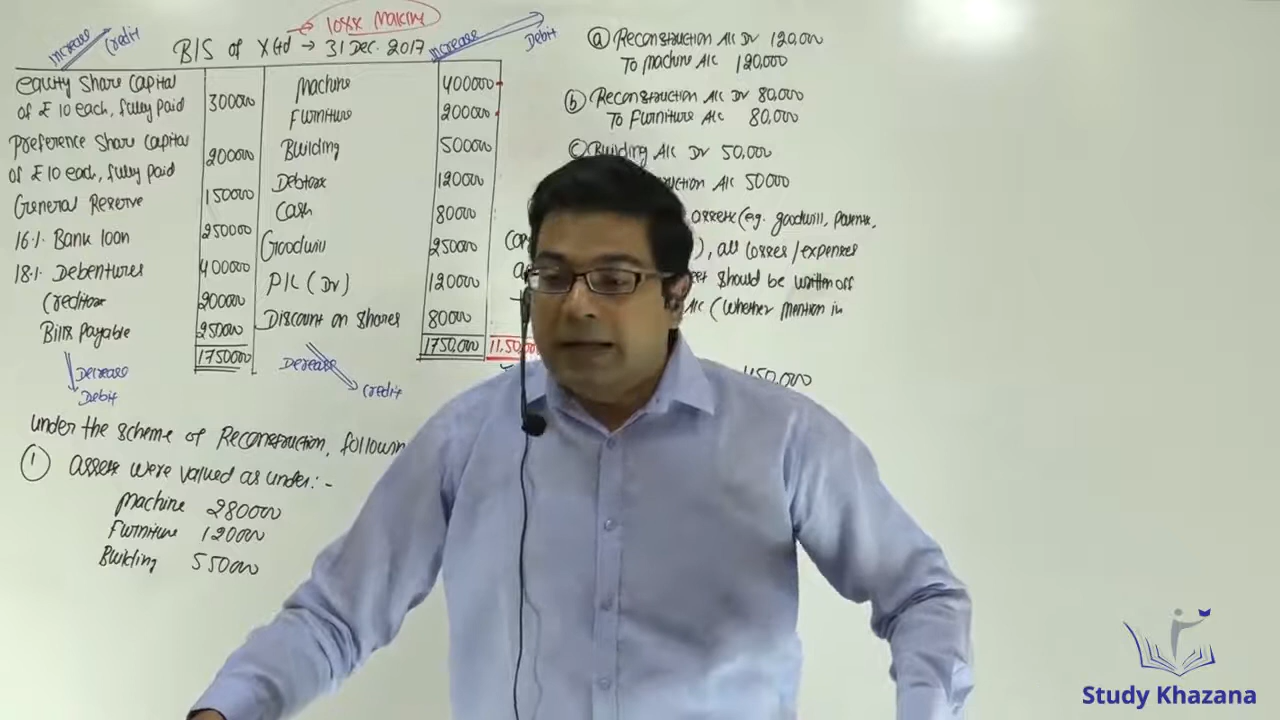 loss making
B/S of X Ltd → 31 Dec. 2017
Increase Credit
Increase Debit
equity Share Capital of ₹ 10 each, fully paid 300000
Preference Share Capital of ₹ 10 each, fully paid 200000
General Reserve 150000
16% Bank loan 250000
18% Debentures 400000
Creditors 200000
Bills Payable 250000
1750000
Machine 400000
Furniture 200000
Building 500000
Debtors 120000
Cash 80000
Goodwill 250000
P/L (Dr) 120000
Discount on shares 80000
1750,000
11,50,
Decrease
Debit
Decrease
Credit
under the scheme of Reconstruction,
① assets were valued as under:-
Machine 280000
Furniture 120000
Building 550000
ⓐ Reconstruction A/c Dr 120,000
To machine A/c 120,000
ⓑ Reconstruction A/c Dr 80,000
To Furniture A/c 80,000
ⓒ Building A/c Dr 50,000
A/c 50000
assets (eg. goodwill, patents,
), all losses/expenses
should be written off
A/c (whether mention in
450,000
Study Khazana